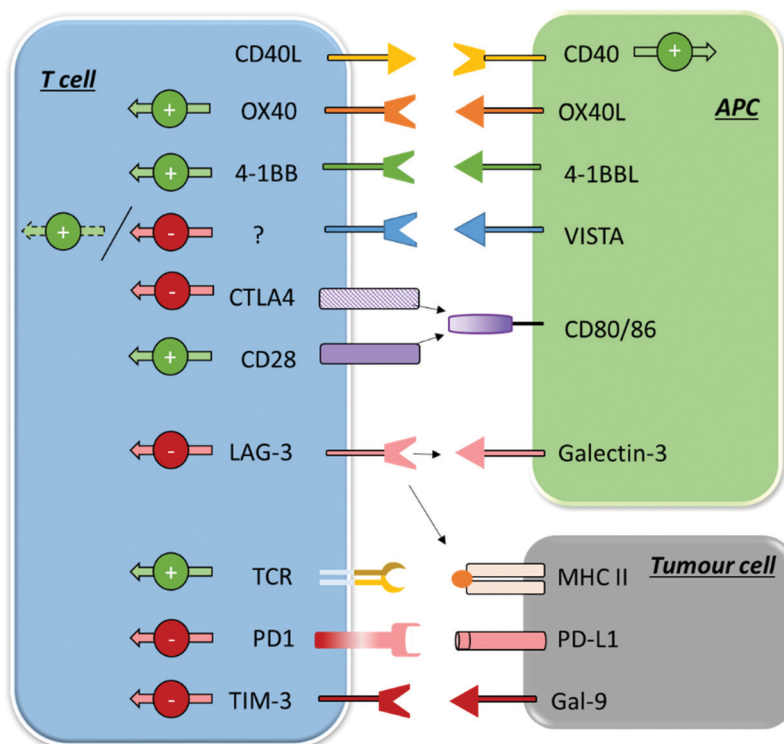 CD40L CD40 +
T cell
APC
+ OX40 OX40L
+ 4-1BB 4-1BBL
+ / - ? VISTA
- CTLA4
CD80/86
+ CD28
- LAG-3 Galectin-3
Tumour cell
+ TCR MHC II
- PD1 PD-L1
- TIM-3 Gal-9